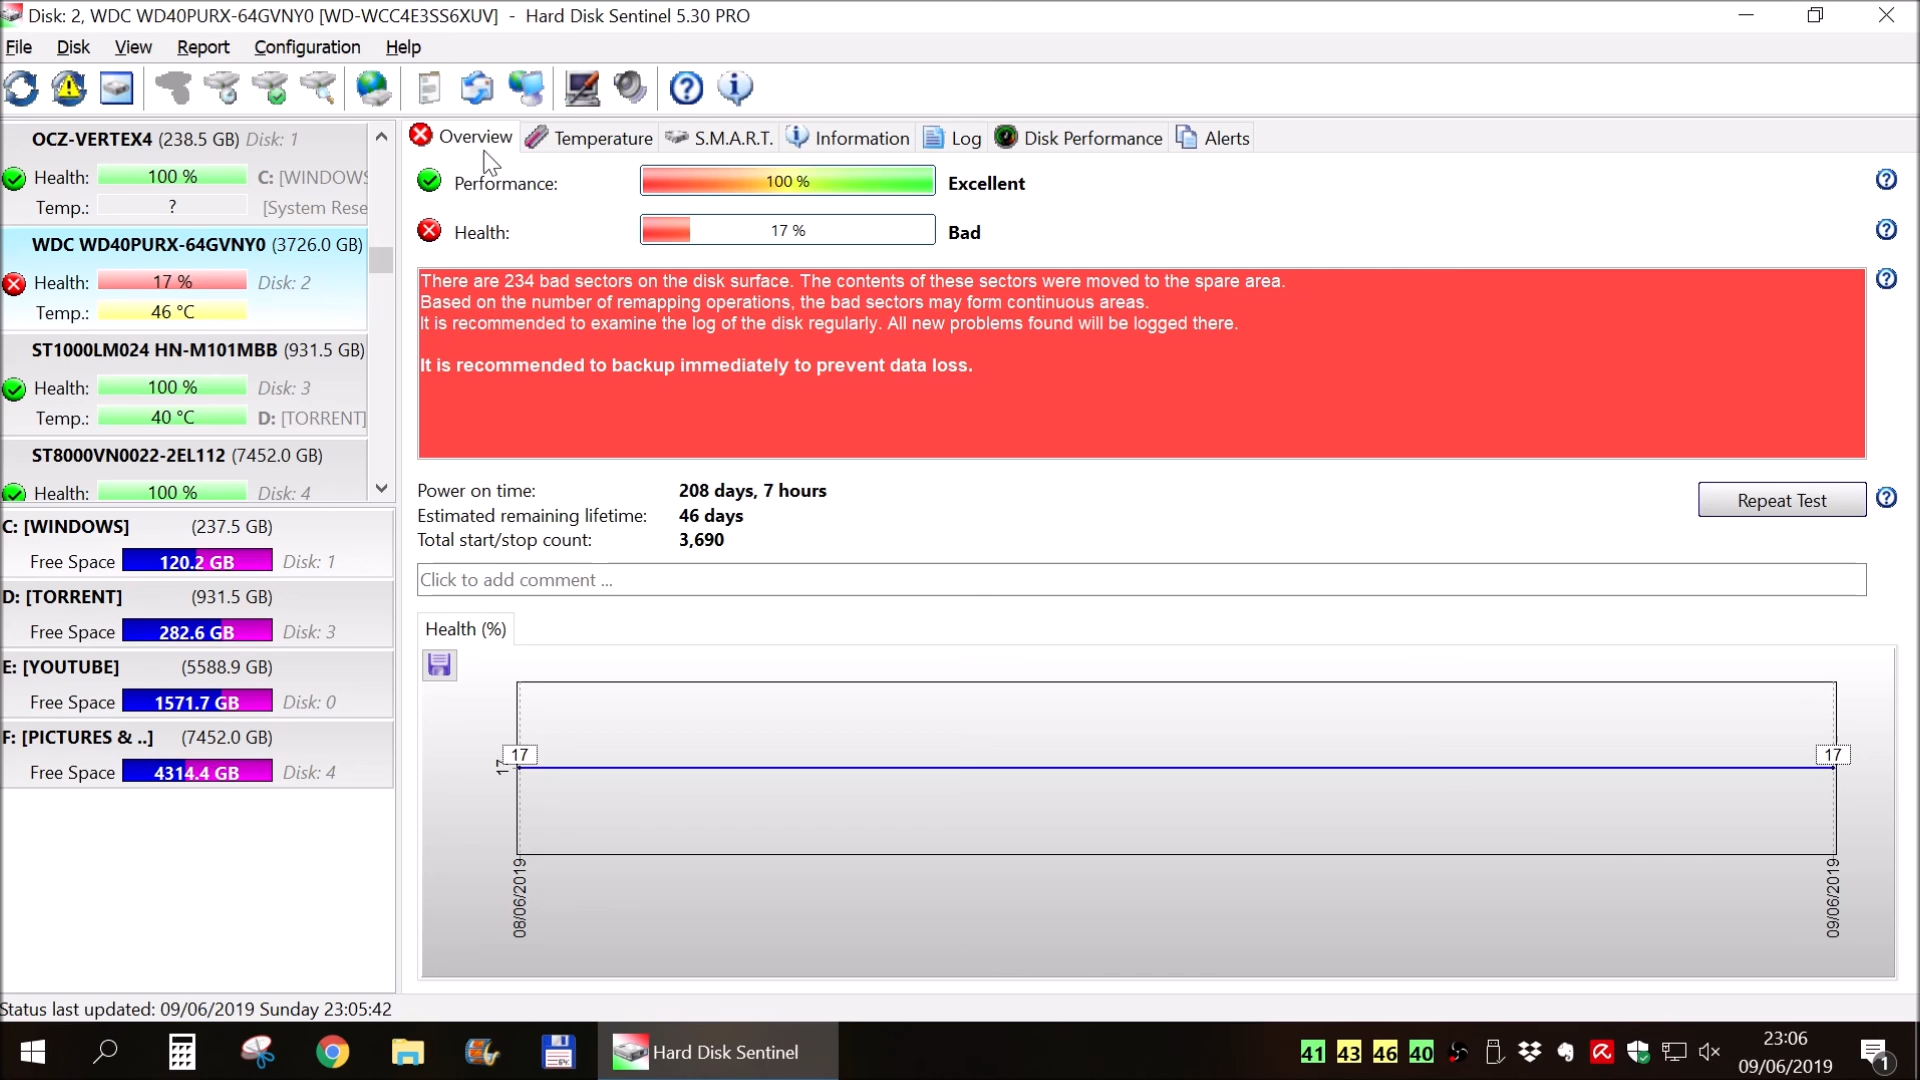 Disk: 2, WDC WD40PURX-64GVNY0 [WD-WCC4E3SS6XUV] - Hard Disk Sentinel 5.30 PRO
File Disk View Report Configuration Help
OCZ-VERTEX4 (238.5 GB) Disk: 1
Health: 100 % C: [WINDOWS
Temp.: ? [System Rese
WDC WD40PURX-64GVNY0 (3726.0 GB)
Health: 17 % Disk: 2
Temp.: 46 °C
ST1000LM024 HN-M101MBB (931.5 GB)
Health: 100 % Disk: 3
Temp.: 40 °C D: [TORRENT]
ST8000VN0022-2EL112 (7452.0 GB)
Health: 100 % Disk: 4
C: [WINDOWS] (237.5 GB)
Free Space 120.2 GB Disk: 1
D: [TORRENT] (931.5 GB)
Free Space 282.6 GB Disk: 3
E: [YOUTUBE] (5588.9 GB)
Free Space 1571.7 GB Disk: 0
F: [PICTURES & ..] (7452.0 GB)
Free Space 4314.4 GB Disk: 4
Overview Temperature S.M.A.R.T. Information Log Disk Performance Alerts
Performance: 100 % Excellent
Health: 17 % Bad
There are 234 bad sectors on the disk surface. The contents of these sectors were moved to the spare area.
Based on the number of remapping operations, the bad sectors may form continuous areas.
It is recommended to examine the log of the disk regularly. All new problems found will be logged there.
It is recommended to backup immediately to prevent data loss.
Power on time: 208 days, 7 hours
Estimated remaining lifetime: 46 days
Total start/stop count: 3,690
Repeat Test
Click to add comment ...
Health (%)
17 17
17
08/06/2019 09/06/2019
Status last updated: 09/06/2019 Sunday 23:05:42
Hard Disk Sentinel
41 43 46 40
23:06
09/06/2019
1